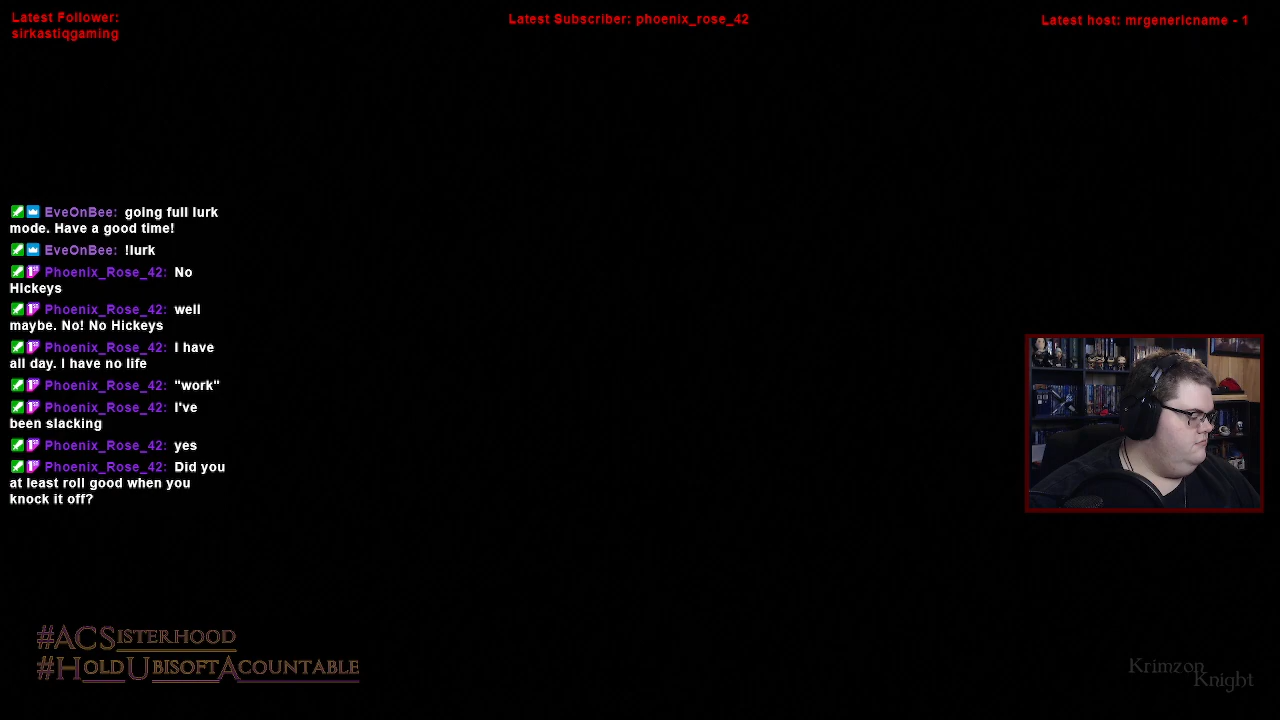 Latest Follower:
sirkastiqgaming
Latest Subscriber: phoenix_rose_42
Latest host: mrgenericname - 1
EveOnBee: going full lurk
mode. Have a good time!
EveOnBee: !lurk
Phoenix_Rose_42: No
Hickeys
Phoenix_Rose_42: well
maybe. No! No Hickeys
Phoenix_Rose_42: I have
all day. I have no life
Phoenix_Rose_42: "work"
Phoenix_Rose_42: I've
been slacking
Phoenix_Rose_42: yes
Phoenix_Rose_42: Did you
at least roll good when you
knock it off?
#ACSisterhood
#HoldUbisoftAcountable
Krimzon
Knight